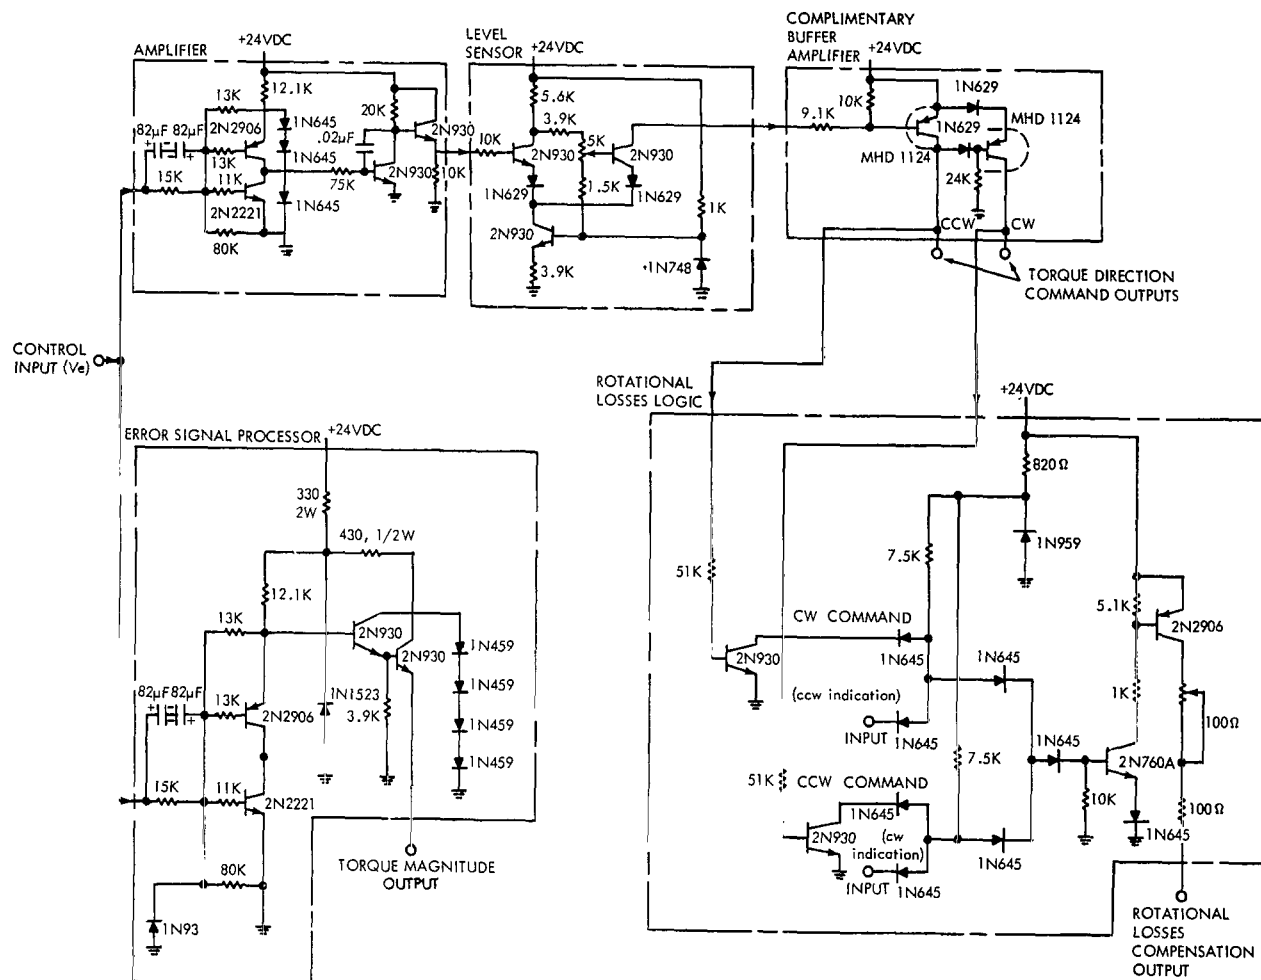 AMPLIFIER
+24VDC
13K
12.1K
82µF 82µF
2N2906
1N645
20K
.02µF
2N930
13K
1N645
15K
11K
75K
2N930
10K
2N2221
1N645
80K
LEVEL
SENSOR
+24VDC
5.6K
3.9K
10K
5K
2N930
2N930
1N629
1.5K
1N629
1K
2N930
3.9K
+1N748
COMPLIMENTARY
BUFFER
AMPLIFIER
+24VDC
1N629
10K
9.1K
1N629
MHD 1124
MHD 1124
24K
CCW
CW
TORQUE DIRECTION
COMMAND OUTPUTS
CONTROL
INPUT (Ve)
ERROR SIGNAL PROCESSOR
+24VDC
330
2W
430, 1/2W
12.1K
13K
2N930
2N930
1N459
82µF 82µF
1N1523
1N459
13K
2N2906
3.9K
1N459
1N459
15K
11K
2N2221
80K
1N93
TORQUE MAGNITUDE
OUTPUT
ROTATIONAL
LOSSES LOGIC
+24VDC
820Ω
7.5K
1N959
51K
5.1K
CW COMMAND
2N2906
2N930
1N645
1N645
(ccw indication)
1K
100Ω
INPUT
1N645
1N645
7.5K
2N760A
51K
CCW COMMAND
10K
100Ω
1N645
1N645
2N930
(cw
indication)
1N645
INPUT
1N645
ROTATIONAL
LOSSES
COMPENSATION
OUTPUT